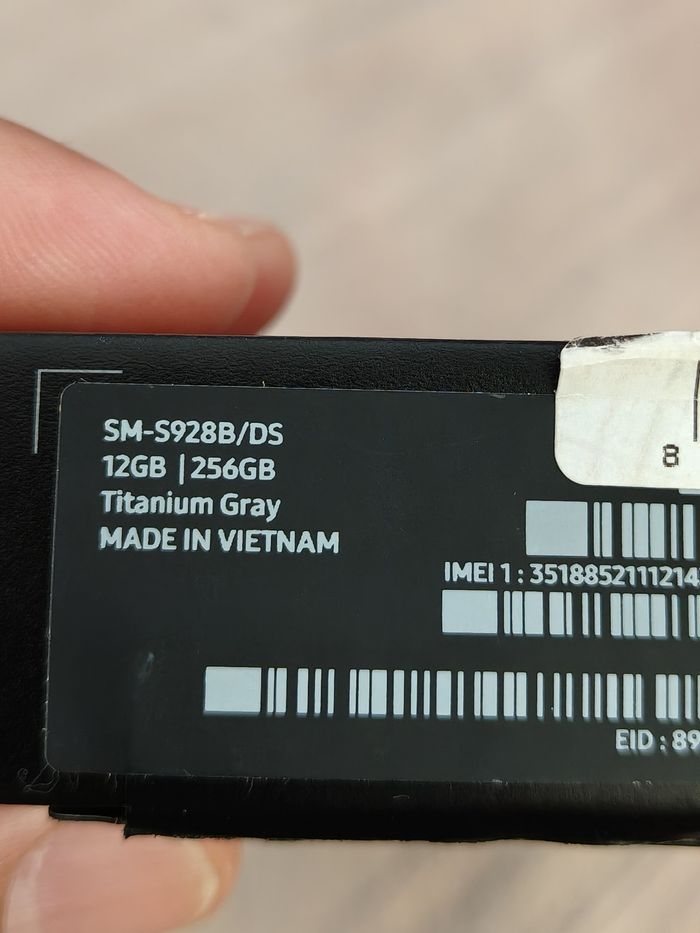 SM-S928B/DS
12GB | 256GB
Titanium Gray
MADE IN VIETNAM
8
IMEI 1 : 3518852111214
EID : 89